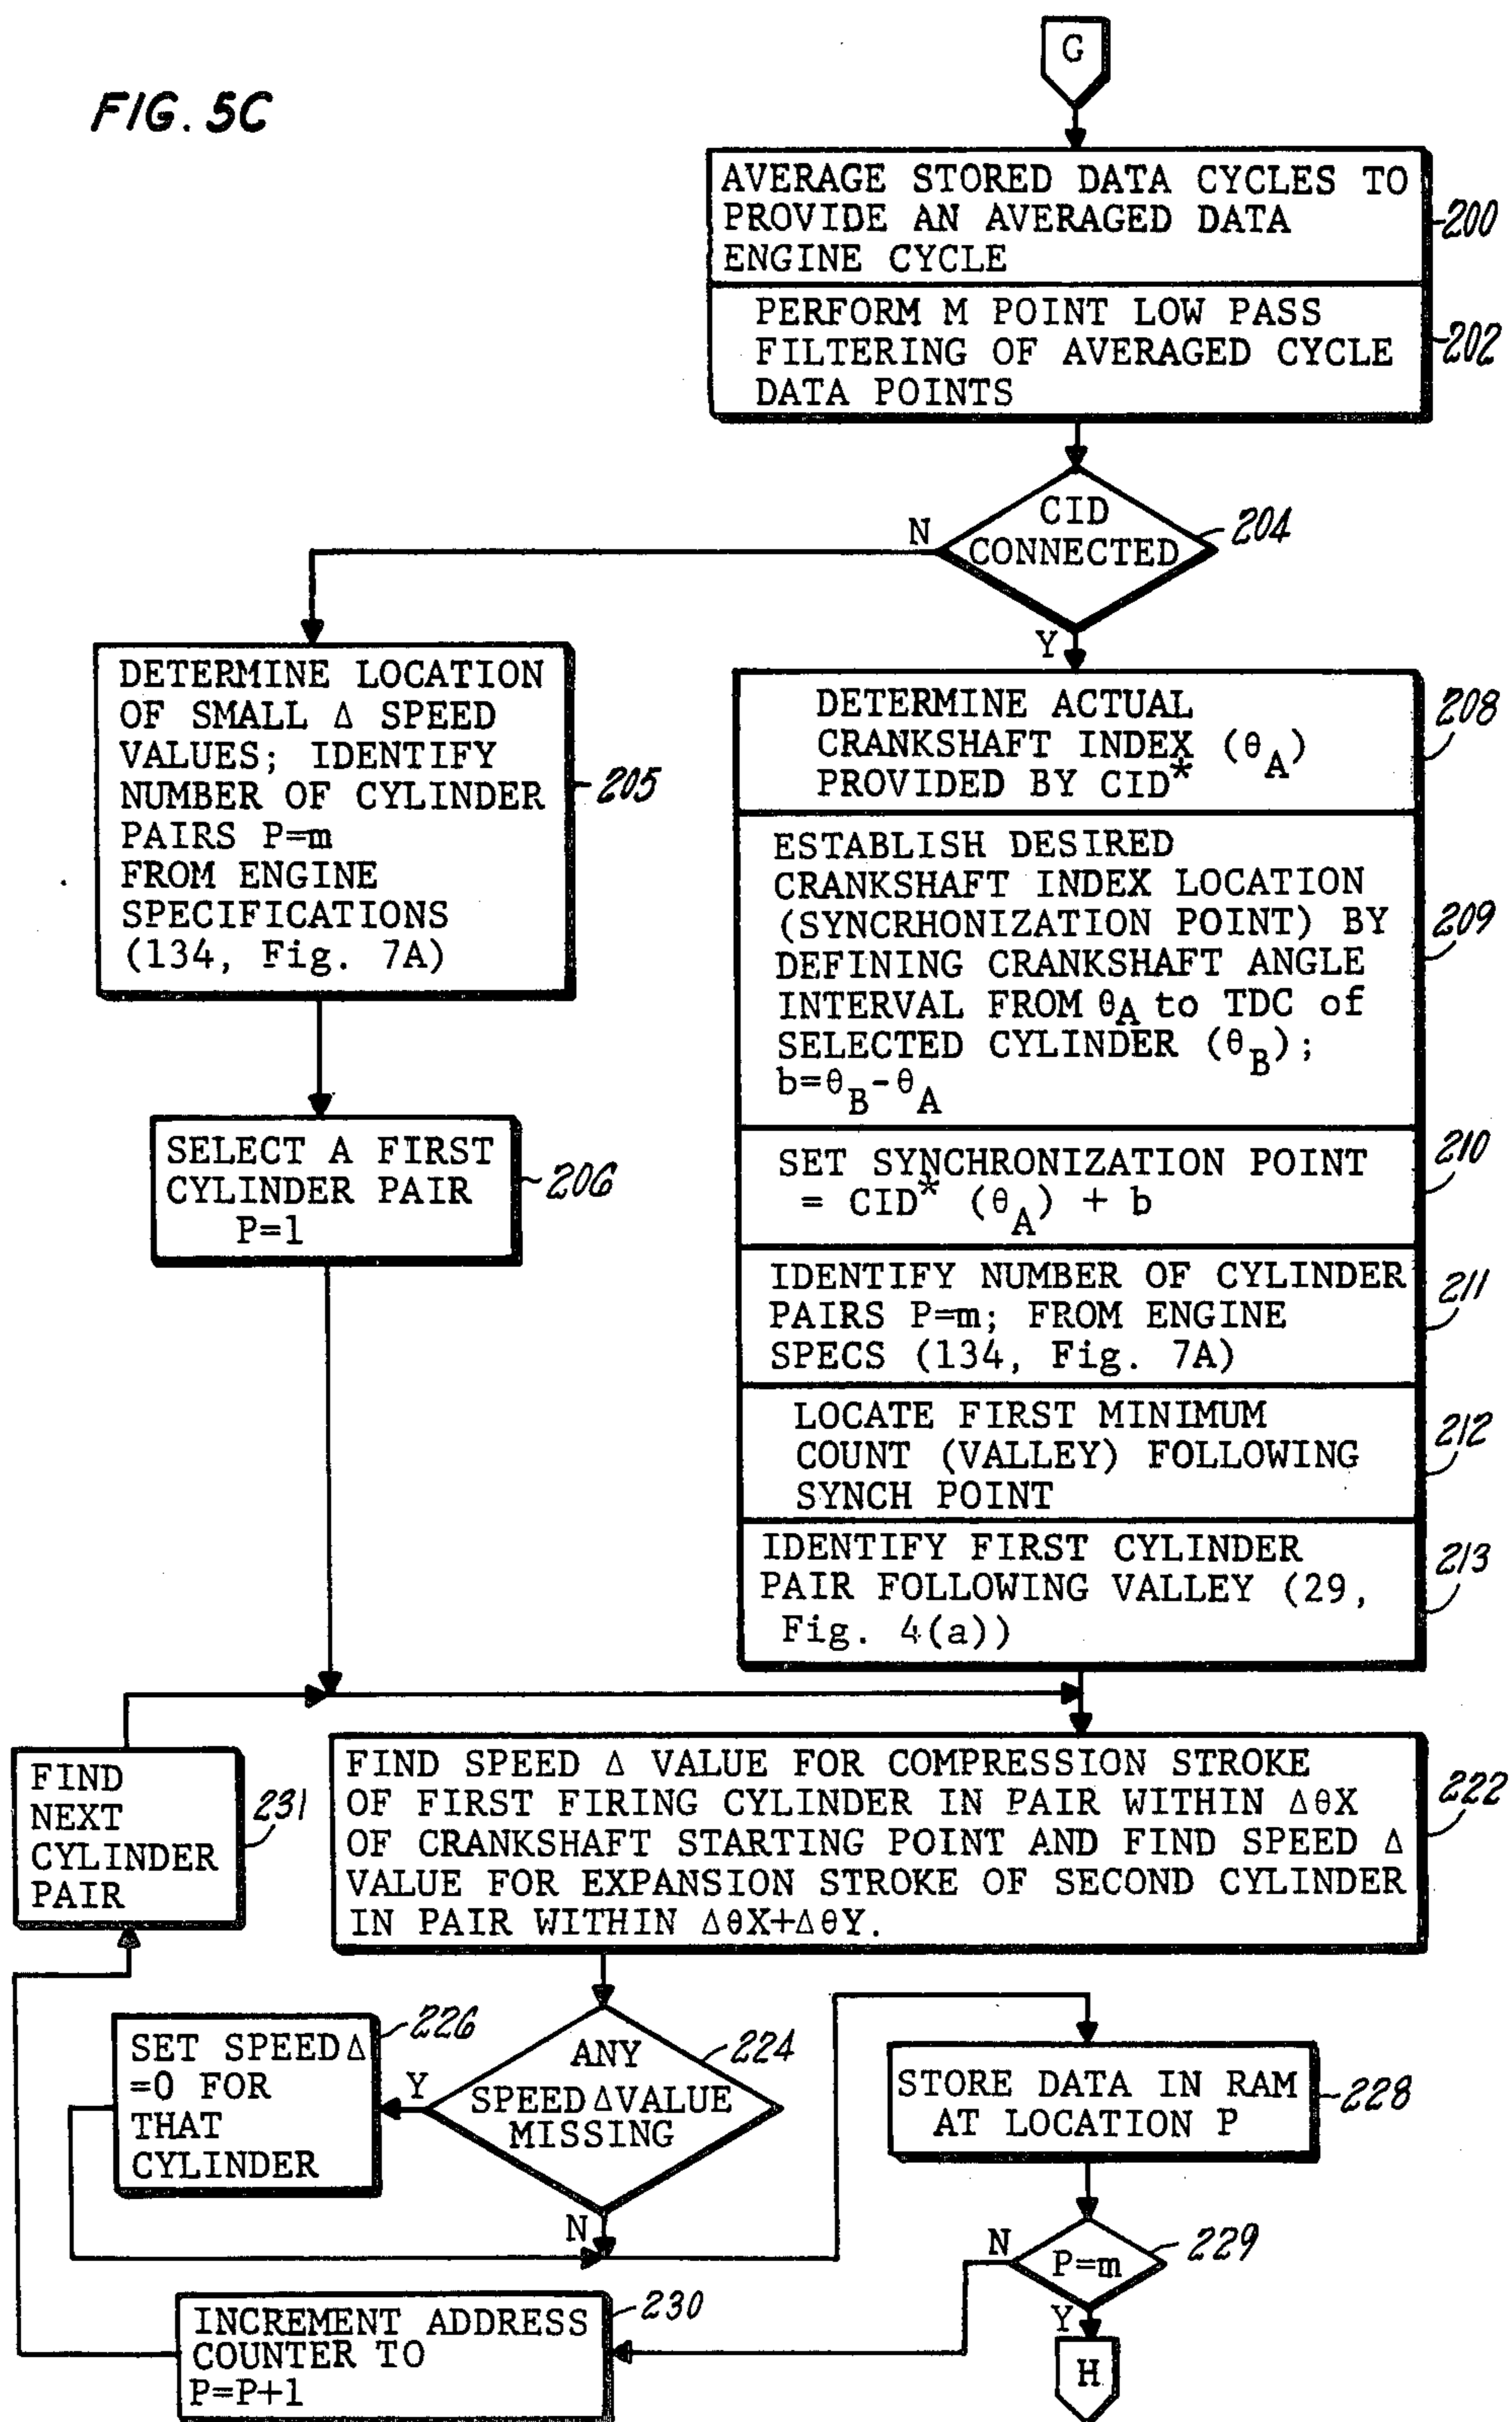 FIG. 5C
G
AVERAGE STORED DATA CYCLES TO
PROVIDE AN AVERAGED DATA
ENGINE CYCLE
200
PERFORM M POINT LOW PASS
FILTERING OF AVERAGED CYCLE
DATA POINTS
202
CID
CONNECTED
204
N
Y
DETERMINE LOCATION
OF SMALL Δ SPEED
VALUES; IDENTIFY
NUMBER OF CYLINDER
PAIRS P=m
FROM ENGINE
SPECIFICATIONS
(134, Fig. 7A)
205
SELECT A FIRST
CYLINDER PAIR
P=1
206
DETERMINE ACTUAL
CRANKSHAFT INDEX (θA)
PROVIDED BY CID*
208
ESTABLISH DESIRED
CRANKSHAFT INDEX LOCATION
(SYNCRHONIZATION POINT) BY
DEFINING CRANKSHAFT ANGLE
INTERVAL FROM θA to TDC of
SELECTED CYLINDER (θB);
b=θB-θA
209
SET SYNCHRONIZATION POINT
= CID* (θA) + b
210
IDENTIFY NUMBER OF CYLINDER
PAIRS P=m; FROM ENGINE
SPECS (134, Fig. 7A)
211
LOCATE FIRST MINIMUM
COUNT (VALLEY) FOLLOWING
SYNCH POINT
212
IDENTIFY FIRST CYLINDER
PAIR FOLLOWING VALLEY (29,
Fig. 4(a))
213
FIND
NEXT
CYLINDER
PAIR
231
FIND SPEED Δ VALUE FOR COMPRESSION STROKE
OF FIRST FIRING CYLINDER IN PAIR WITHIN ΔθX
OF CRANKSHAFT STARTING POINT AND FIND SPEED Δ
VALUE FOR EXPANSION STROKE OF SECOND CYLINDER
IN PAIR WITHIN ΔθX+ΔθY.
222
SET SPEED Δ
=0 FOR
THAT
CYLINDER
226
Y
ANY
SPEED Δ VALUE
MISSING
224
N
STORE DATA IN RAM
AT LOCATION P
228
N
P=m
229
Y
INCREMENT ADDRESS
COUNTER TO
P=P+1
230
H